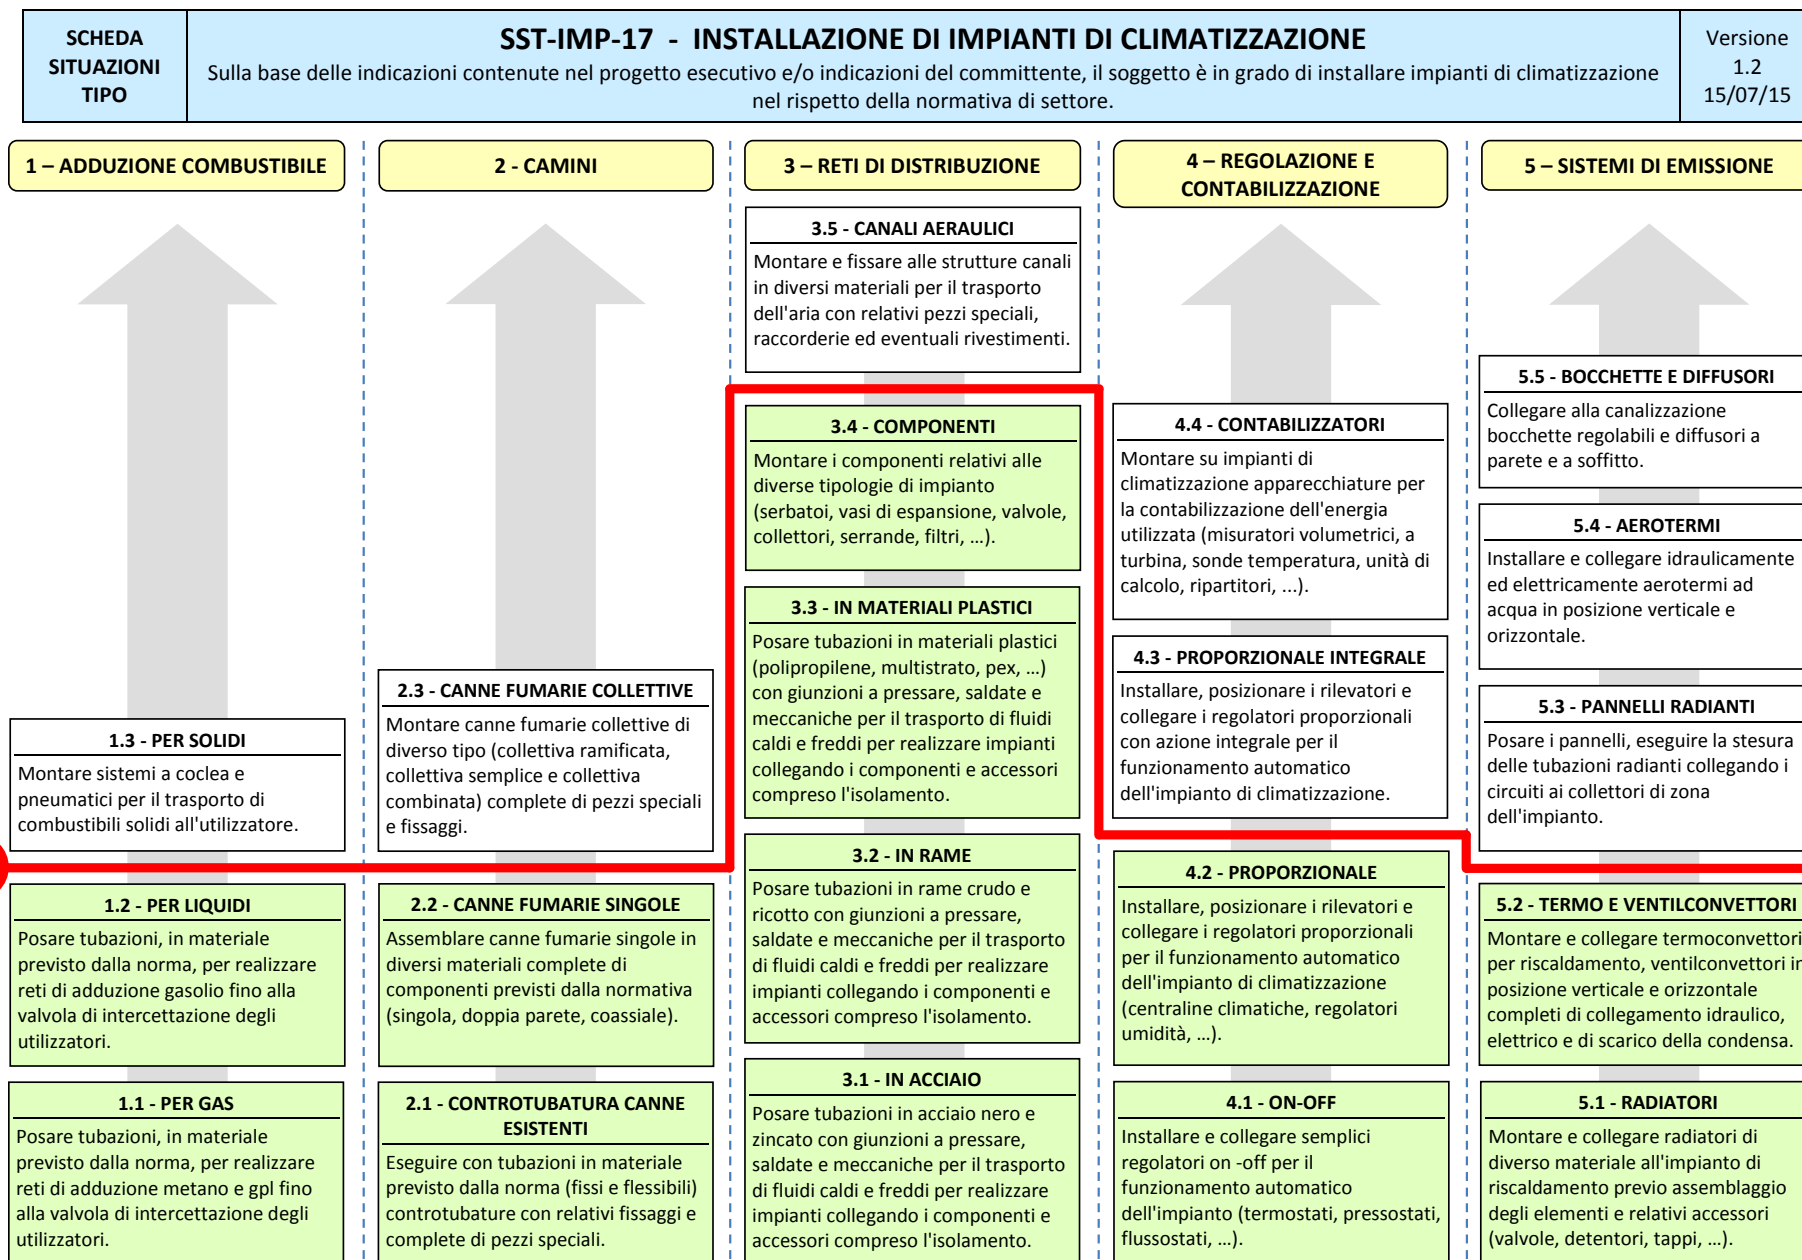 SCHEDA
SITUAZIONI
TIPO
SST-IMP-17 - INSTALLAZIONE DI IMPIANTI DI CLIMATIZZAZIONE
Sulla base delle indicazioni contenute nel progetto esecutivo e/o indicazioni del committente, il soggetto è in grado di installare impianti di climatizzazione
nel rispetto della normativa di settore.
Versione
1.2
15/07/15
1 – ADDUZIONE COMBUSTIBILE
1.3 - PER SOLIDI
Montare sistemi a coclea e
pneumatici per il trasporto di
combustibili solidi all'utilizzatore.
1.2 - PER LIQUIDI
Posare tubazioni, in materiale
previsto dalla norma, per realizzare
reti di adduzione gasolio fino alla
valvola di intercettazione degli
utilizzatori.
1.1 - PER GAS
Posare tubazioni, in materiale
previsto dalla norma, per realizzare
reti di adduzione metano e gpl fino
alla valvola di intercettazione degli
utilizzatori.
2 - CAMINI
2.3 - CANNE FUMARIE COLLETTIVE
Montare canne fumarie collettive di
diverso tipo (collettiva ramificata,
collettiva semplice e collettiva
combinata) complete di pezzi speciali
e fissaggi.
2.2 - CANNE FUMARIE SINGOLE
Assemblare canne fumarie singole in
diversi materiali complete di
componenti previsti dalla normativa
(singola, doppia parete, coassiale).
2.1 - CONTROTUBATURA CANNE
ESISTENTI
Eseguire con tubazioni in materiale
previsto dalla norma (fissi e flessibili)
controtubature con relativi fissaggi e
complete di pezzi speciali.
3 – RETI DI DISTRIBUZIONE
3.5 - CANALI AERAULICI
Montare e fissare alle strutture canali
in diversi materiali per il trasporto
dell'aria con relativi pezzi speciali,
raccorderie ed eventuali rivestimenti.
3.4 - COMPONENTI
Montare i componenti relativi alle
diverse tipologie di impianto
(serbatoi, vasi di espansione, valvole,
collettori, serrande, filtri, …).
3.3 - IN MATERIALI PLASTICI
Posare tubazioni in materiali plastici
(polipropilene, multistrato, pex, …)
con giunzioni a pressare, saldate e
meccaniche per il trasporto di fluidi
caldi e freddi per realizzare impianti
collegando i componenti e accessori
compreso l'isolamento.
3.2 - IN RAME
Posare tubazioni in rame crudo e
ricotto con giunzioni a pressare,
saldate e meccaniche per il trasporto
di fluidi caldi e freddi per realizzare
impianti collegando i componenti e
accessori compreso l'isolamento.
3.1 - IN ACCIAIO
Posare tubazioni in acciaio nero e
zincato con giunzioni a pressare,
saldate e meccaniche per il trasporto
di fluidi caldi e freddi per realizzare
impianti collegando i componenti e
accessori compreso l'isolamento.
4 – REGOLAZIONE E
CONTABILIZZAZIONE
4.4 - CONTABILIZZATORI
Montare su impianti di
climatizzazione apparecchiature per
la contabilizzazione dell'energia
utilizzata (misuratori volumetrici, a
turbina, sonde temperatura, unità di
calcolo, ripartitori, ...).
4.3 - PROPORZIONALE INTEGRALE
Installare, posizionare i rilevatori e
collegare i regolatori proporzionali
con azione integrale per il
funzionamento automatico
dell'impianto di climatizzazione.
4.2 - PROPORZIONALE
Installare, posizionare i rilevatori e
collegare i regolatori proporzionali
per il funzionamento automatico
dell'impianto di climatizzazione
(centraline climatiche, regolatori
umidità, …).
4.1 - ON-OFF
Installare e collegare semplici
regolatori on -off per il
funzionamento automatico
dell'impianto (termostati, pressostati,
flussostati, …).
5 – SISTEMI DI EMISSIONE
5.5 - BOCCHETTE E DIFFUSORI
Collegare alla canalizzazione
bocchette regolabili e diffusori a
parete e a soffitto.
5.4 - AEROTERMI
Installare e collegare idraulicamente
ed elettricamente aerotermi ad
acqua in posizione verticale e
orizzontale.
5.3 - PANNELLI RADIANTI
Posare i pannelli, eseguire la stesura
delle tubazioni radianti collegando i
circuiti ai collettori di zona
dell'impianto.
5.2 - TERMO E VENTILCONVETTORI
Montare e collegare termoconvettori
per riscaldamento, ventilconvettori in
posizione verticale e orizzontale
completi di collegamento idraulico,
elettrico e di scarico della condensa.
5.1 - RADIATORI
Montare e collegare radiatori di
diverso materiale all'impianto di
riscaldamento previo assemblaggio
degli elementi e relativi accessori
(valvole, detentori, tappi, …).